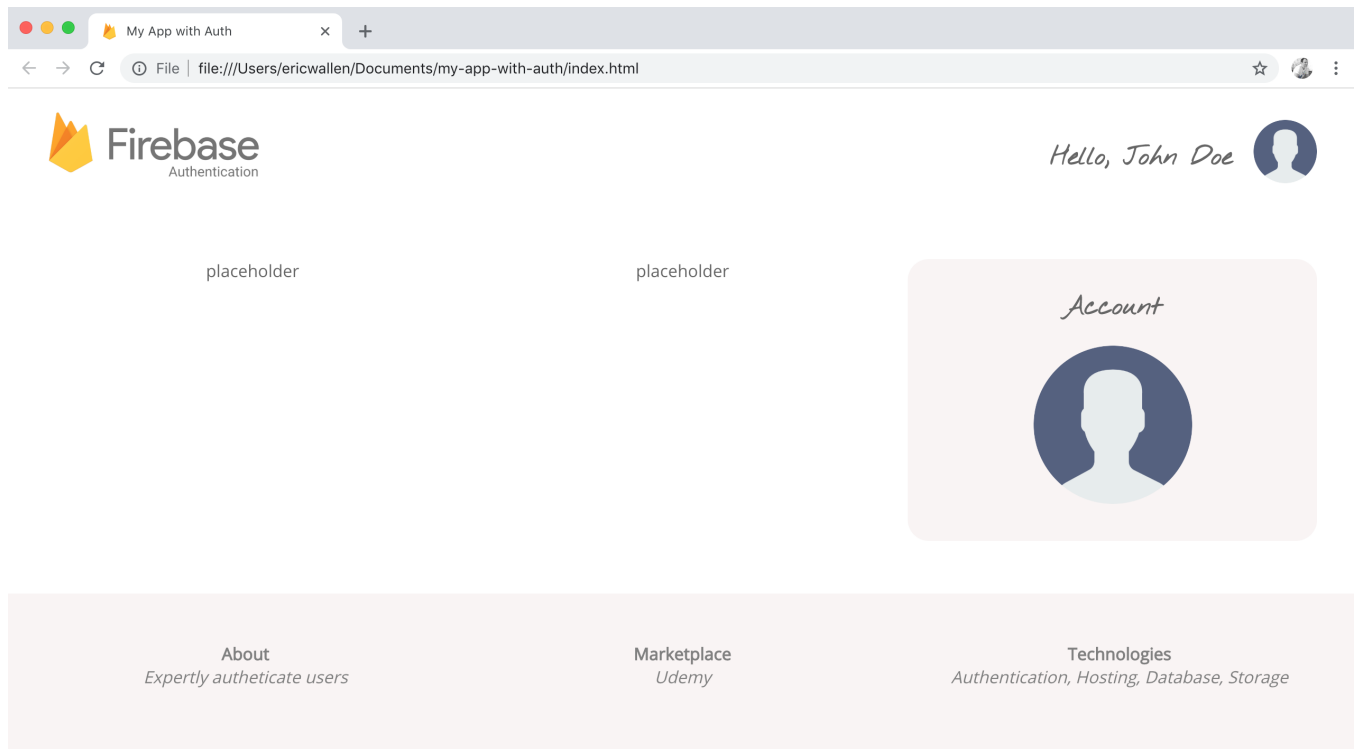 My App with Auth
File file:///Users/ericwallen/Documents/my-app-with-auth/index.html
Firebase
Authentication
Hello, John Doe
placeholder
placeholder
Account
About
Expertly autheticate users
Marketplace
Udemy
Technologies
Authentication, Hosting, Database, Storage